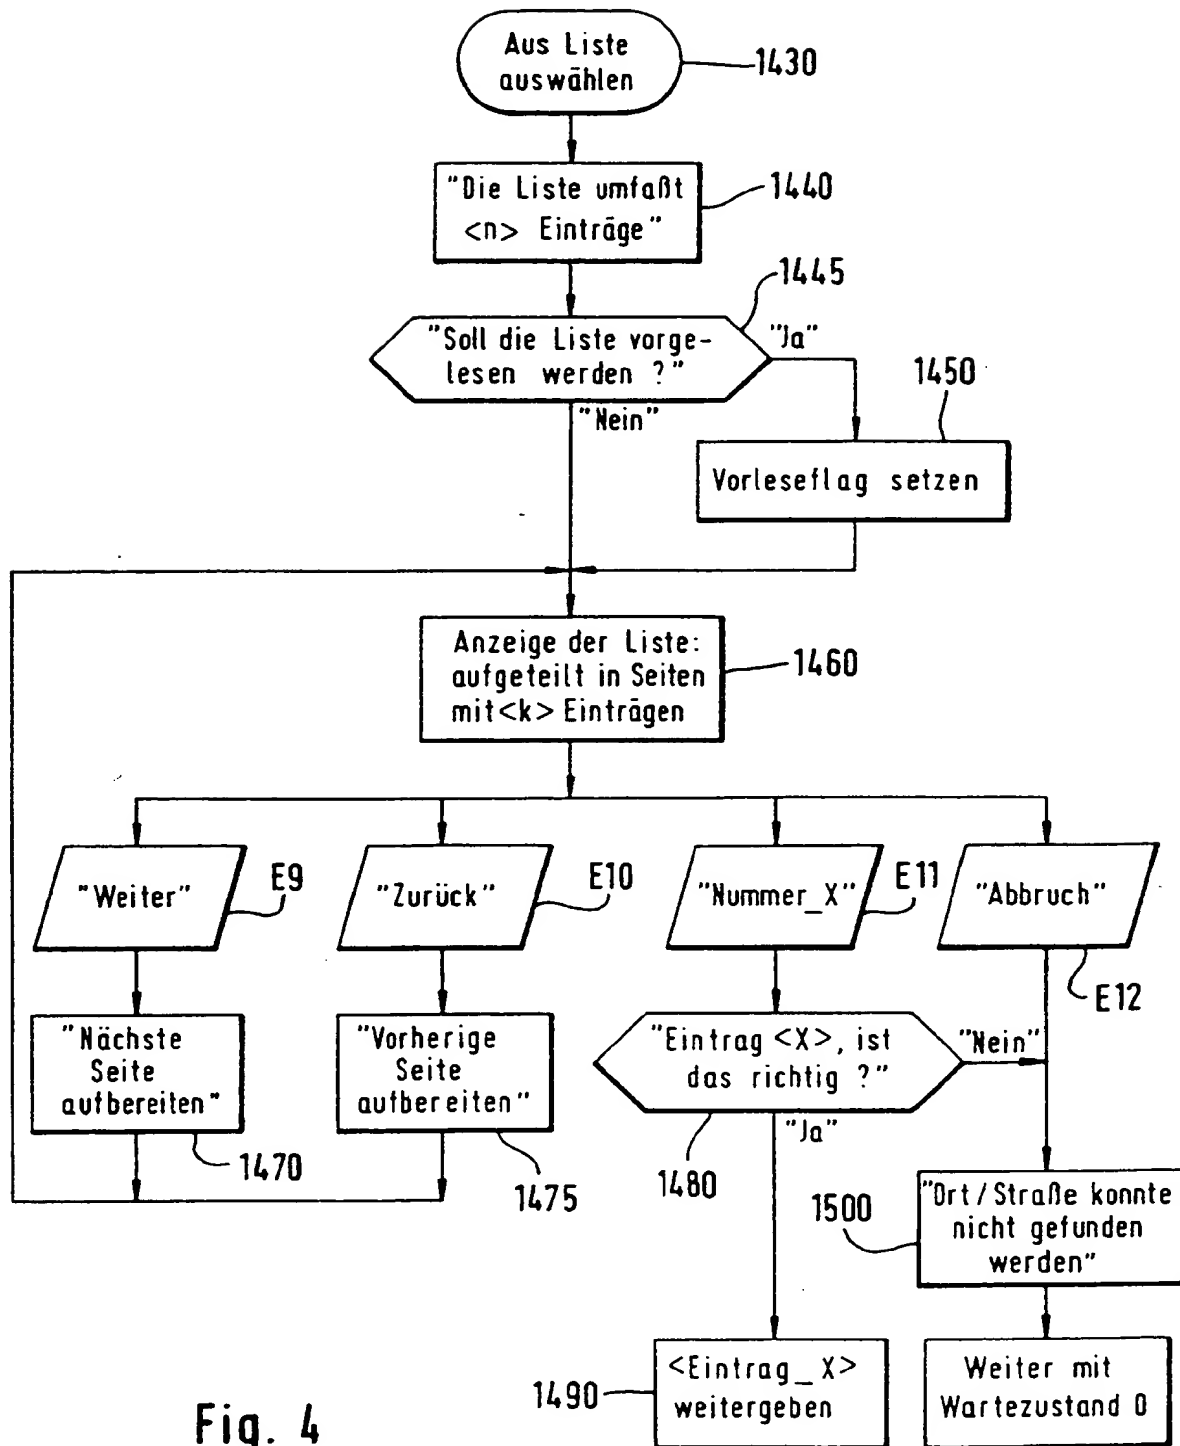 Aus Liste
auswählen
1430
"Die Liste umfaßt
<n> Einträge"
1440
1445
"Soll die Liste vorge-
lesen werden ?"
"Ja"
"Nein"
1450
Vorleseflag setzen
Anzeige der Liste:
aufgeteilt in Seiten
mit<k> Einträgen
1460
"Weiter"
E9
"Zurück"
E10
"Nummer_X"
E11
"Abbruch"
E12
"Nächste
Seite
aufbereiten"
1470
"Vorherige
Seite
aufbereiten"
1475
"Eintrag <X>, ist
das richtig ?"
"Nein"
"Ja"
1480
1500
"Ort/Straße konnte
nicht gefunden
werden"
1490
<Eintrag_X>
weitergeben
Weiter mit
Wartezustand 0
Fig. 4